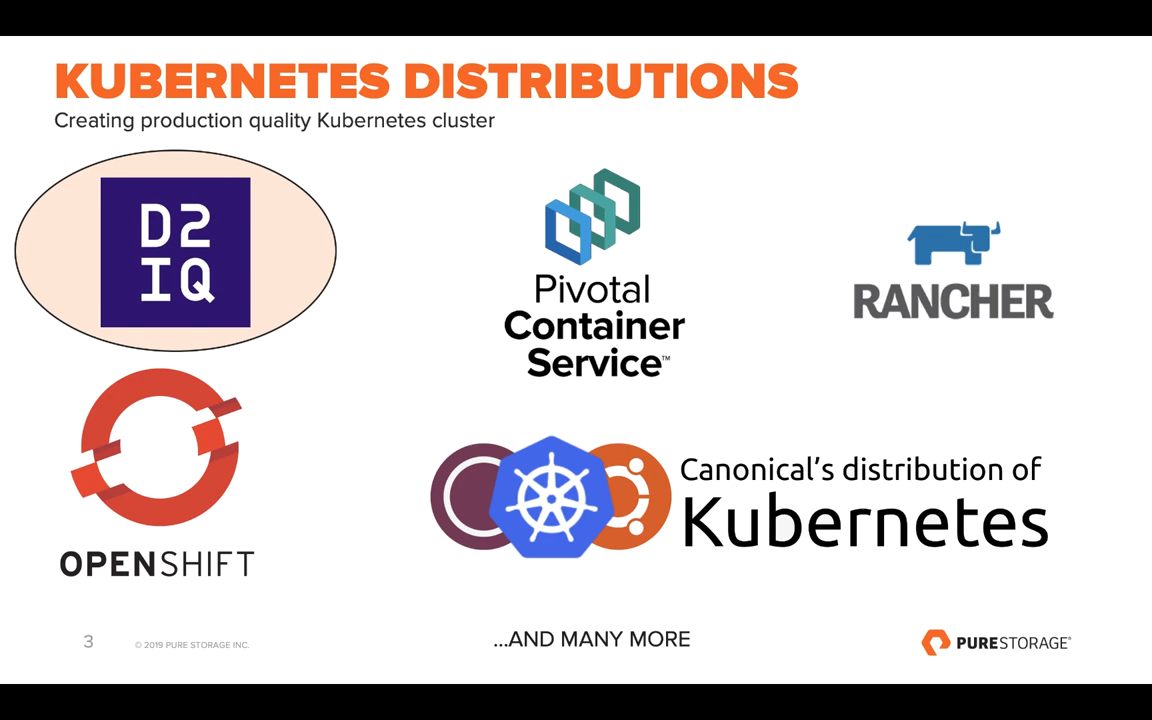 KUBERNETES DISTRIBUTIONS
Creating production quality Kubernetes cluster
D2
IQ
Pivotal
Container
Service™
RANCHER
OPENSHIFT
Canonical's distribution of
Kubernetes
3
© 2019 PURE STORAGE INC.
...AND MANY MORE
PURESTORAGE®